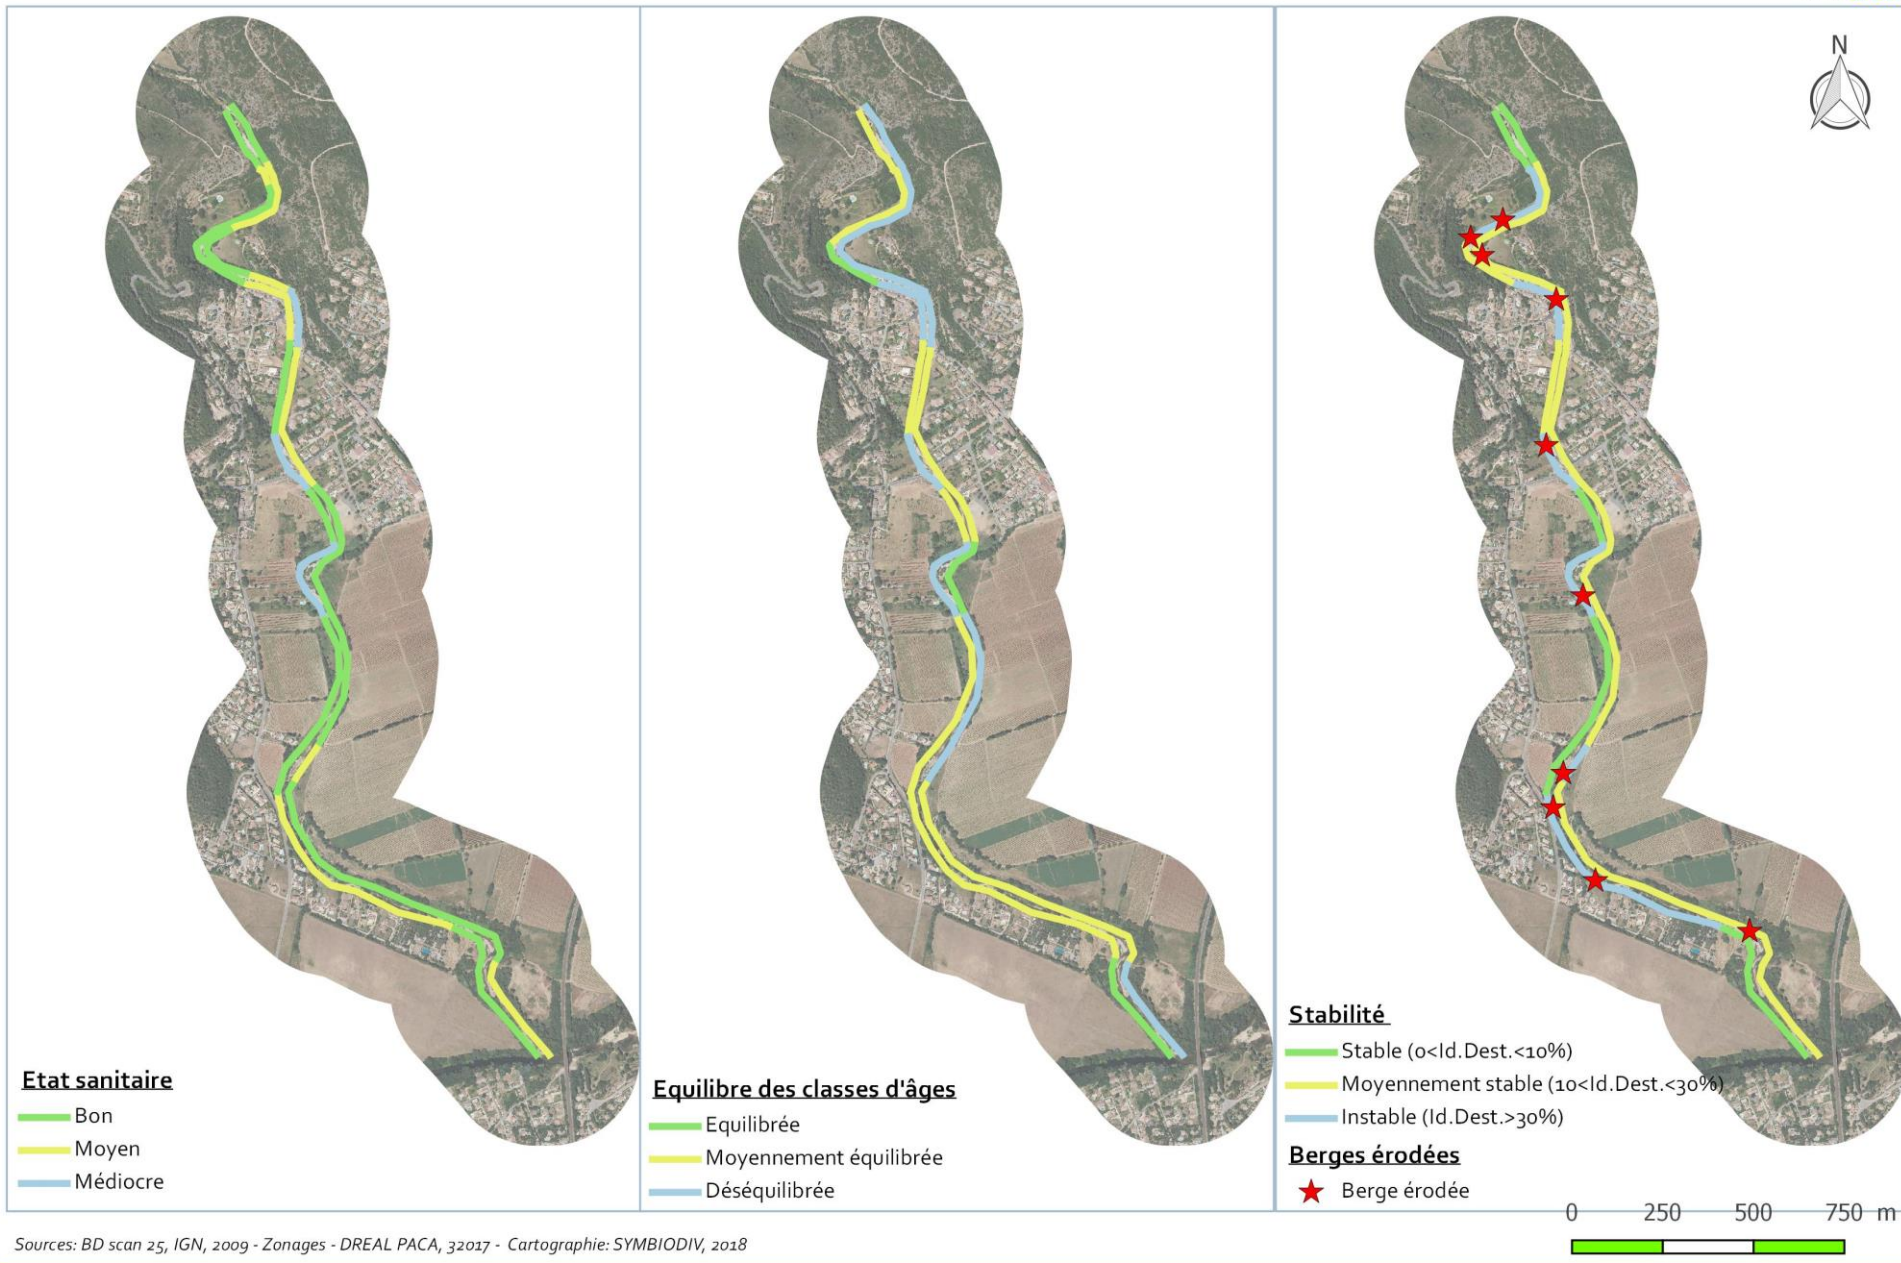 N
Etat sanitaire
Bon
Moyen
Médiocre
Equilibre des classes d'âges
Equilibrée
Moyennement équilibrée
Déséquilibrée
Stabilité
Stable (0<Id.Dest.<10%)
Moyennement stable (10<Id.Dest.<30%)
Instable (Id.Dest.>30%)
Berges érodées
Berge érodée
0 250 500 750 m
Sources: BD scan 25, IGN, 2009 - Zonages - DREAL PACA, 32017 - Cartographie: SYMBIODIV, 2018